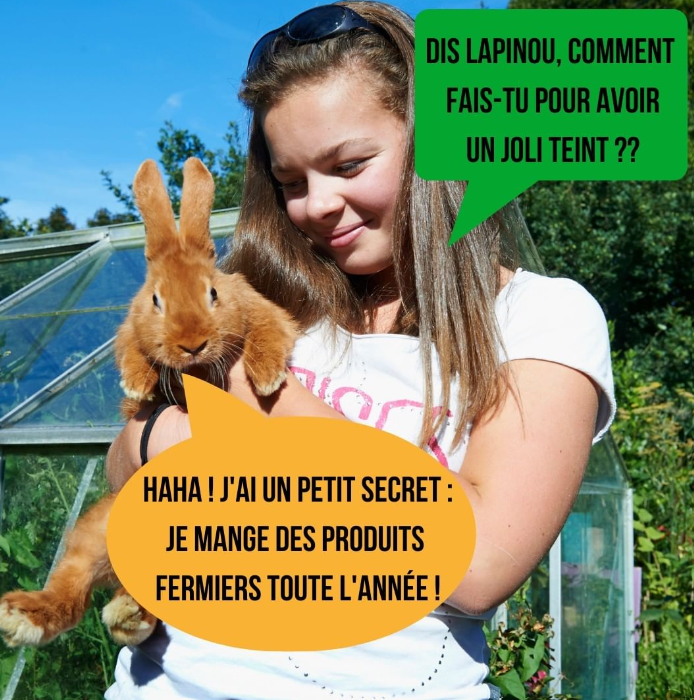 DIS LAPINOU, COMMENT
FAIS-TU POUR AVOIR
UN JOLI TEINT ??
HAHA ! J'AI UN PETIT SECRET :
JE MANGE DES PRODUITS
FERMIERS TOUTE L'ANNÉE !